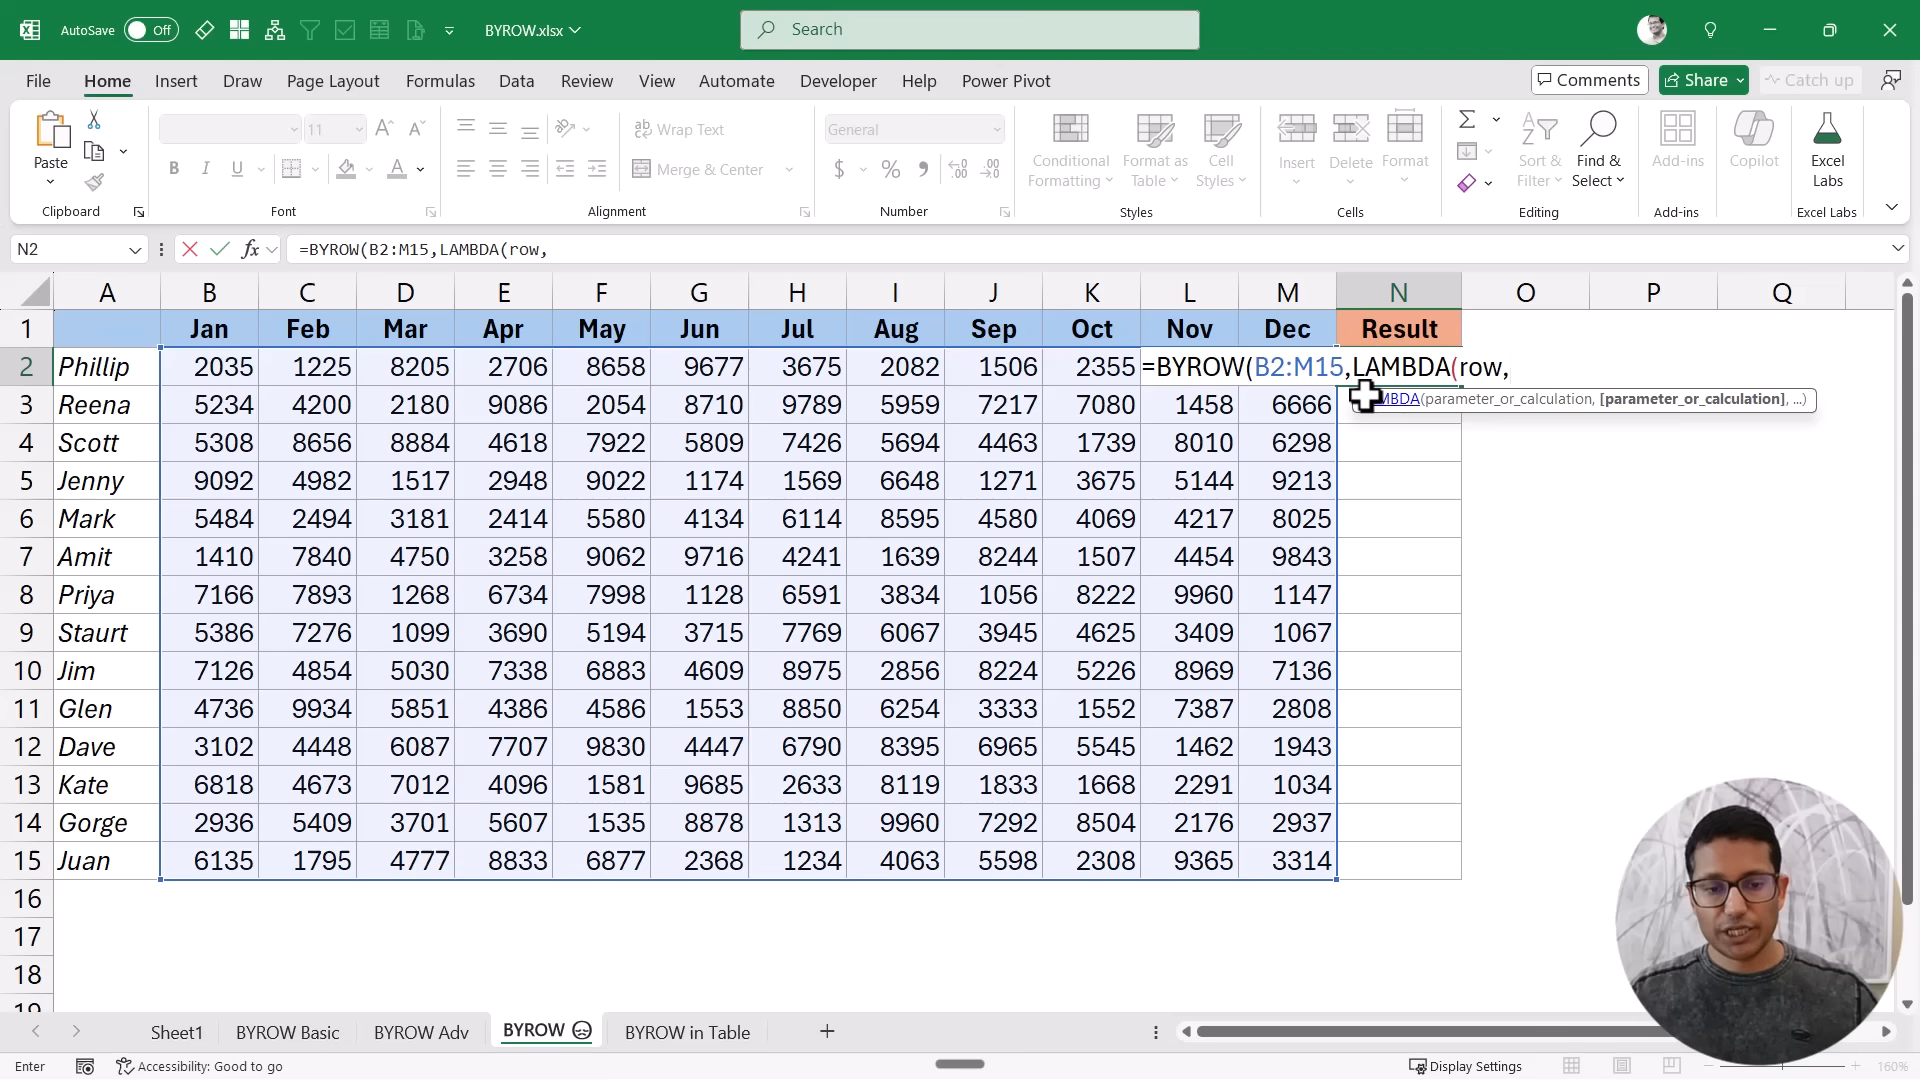 AutoSave Off BYROW.xlsx Search
File Home Insert Draw Page Layout Formulas Data Review View Automate Developer Help Power Pivot Comments Share Catch up
Paste 11 Wrap Text General Conditional Formatting Format as Table Cell Styles Insert Delete Format Sort & Filter Find & Select Add-ins Copilot Excel Labs
B I U Merge & Center $ %
Clipboard Font Alignment Number Styles Cells Editing Add-ins Excel Labs
N2 fx =BYROW(B2:M15,LAMBDA(row,
A B C D E F G H I J K L M N O P Q
1 Jan Feb Mar Apr May Jun Jul Aug Sep Oct Nov Dec Result
2 Phillip 2035 1225 8205 2706 8658 9677 3675 2082 1506 2355 =BYROW(B2:M15,LAMBDA(row,
3 Reena 5234 4200 2180 9086 2054 8710 9789 5959 7217 7080 1458 6666
MBDA(parameter_or_calculation, [parameter_or_calculation], ...)
4 Scott 5308 8656 8884 4618 7922 5809 7426 5694 4463 1739 8010 6298
5 Jenny 9092 4982 1517 2948 9022 1174 1569 6648 1271 3675 5144 9213
6 Mark 5484 2494 3181 2414 5580 4134 6114 8595 4580 4069 4217 8025
7 Amit 1410 7840 4750 3258 9062 9716 4241 1639 8244 1507 4454 9843
8 Priya 7166 7893 1268 6734 7998 1128 6591 3834 1056 8222 9960 1147
9 Staurt 5386 7276 1099 3690 5194 3715 7769 6067 3945 4625 3409 1067
10 Jim 7126 4854 5030 7338 6883 4609 8975 2856 8224 5226 8969 7136
11 Glen 4736 9934 5851 4386 4586 1553 8850 6254 3333 1552 7387 2808
12 Dave 3102 4448 6087 7707 9830 4447 6790 8395 6965 5545 1462 1943
13 Kate 6818 4673 7012 4096 1581 9685 2633 8119 1833 1668 2291 1034
14 Gorge 2936 5409 3701 5607 1535 8878 1313 9960 7292 8504 2176 2937
15 Juan 6135 1795 4777 8833 6877 2368 1234 4063 5598 2308 9365 3314
16
17
18
19
Sheet1 BYROW Basic BYROW Adv BYROW 😑 BYROW in Table
Enter Accessibility: Good to go Display Settings 160%